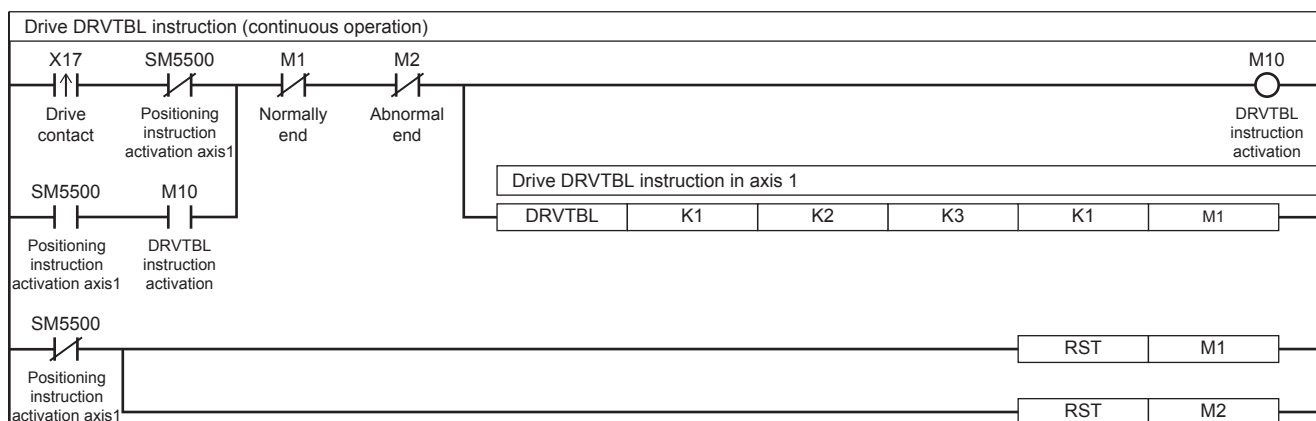 Drive DRVTBL instruction (continuous operation)
X17 SM5500 M1 M2 M10
Drive contact
Positioning instruction activation axis1
Normally end
Abnormal end
DRVTBL instruction activation
SM5500 M10
Positioning instruction activation axis1
DRVTBL instruction activation
Drive DRVTBL instruction in axis 1
DRVTBL K1 K2 K3 K1 M1
SM5500
Positioning instruction activation axis1
RST M1
RST M2